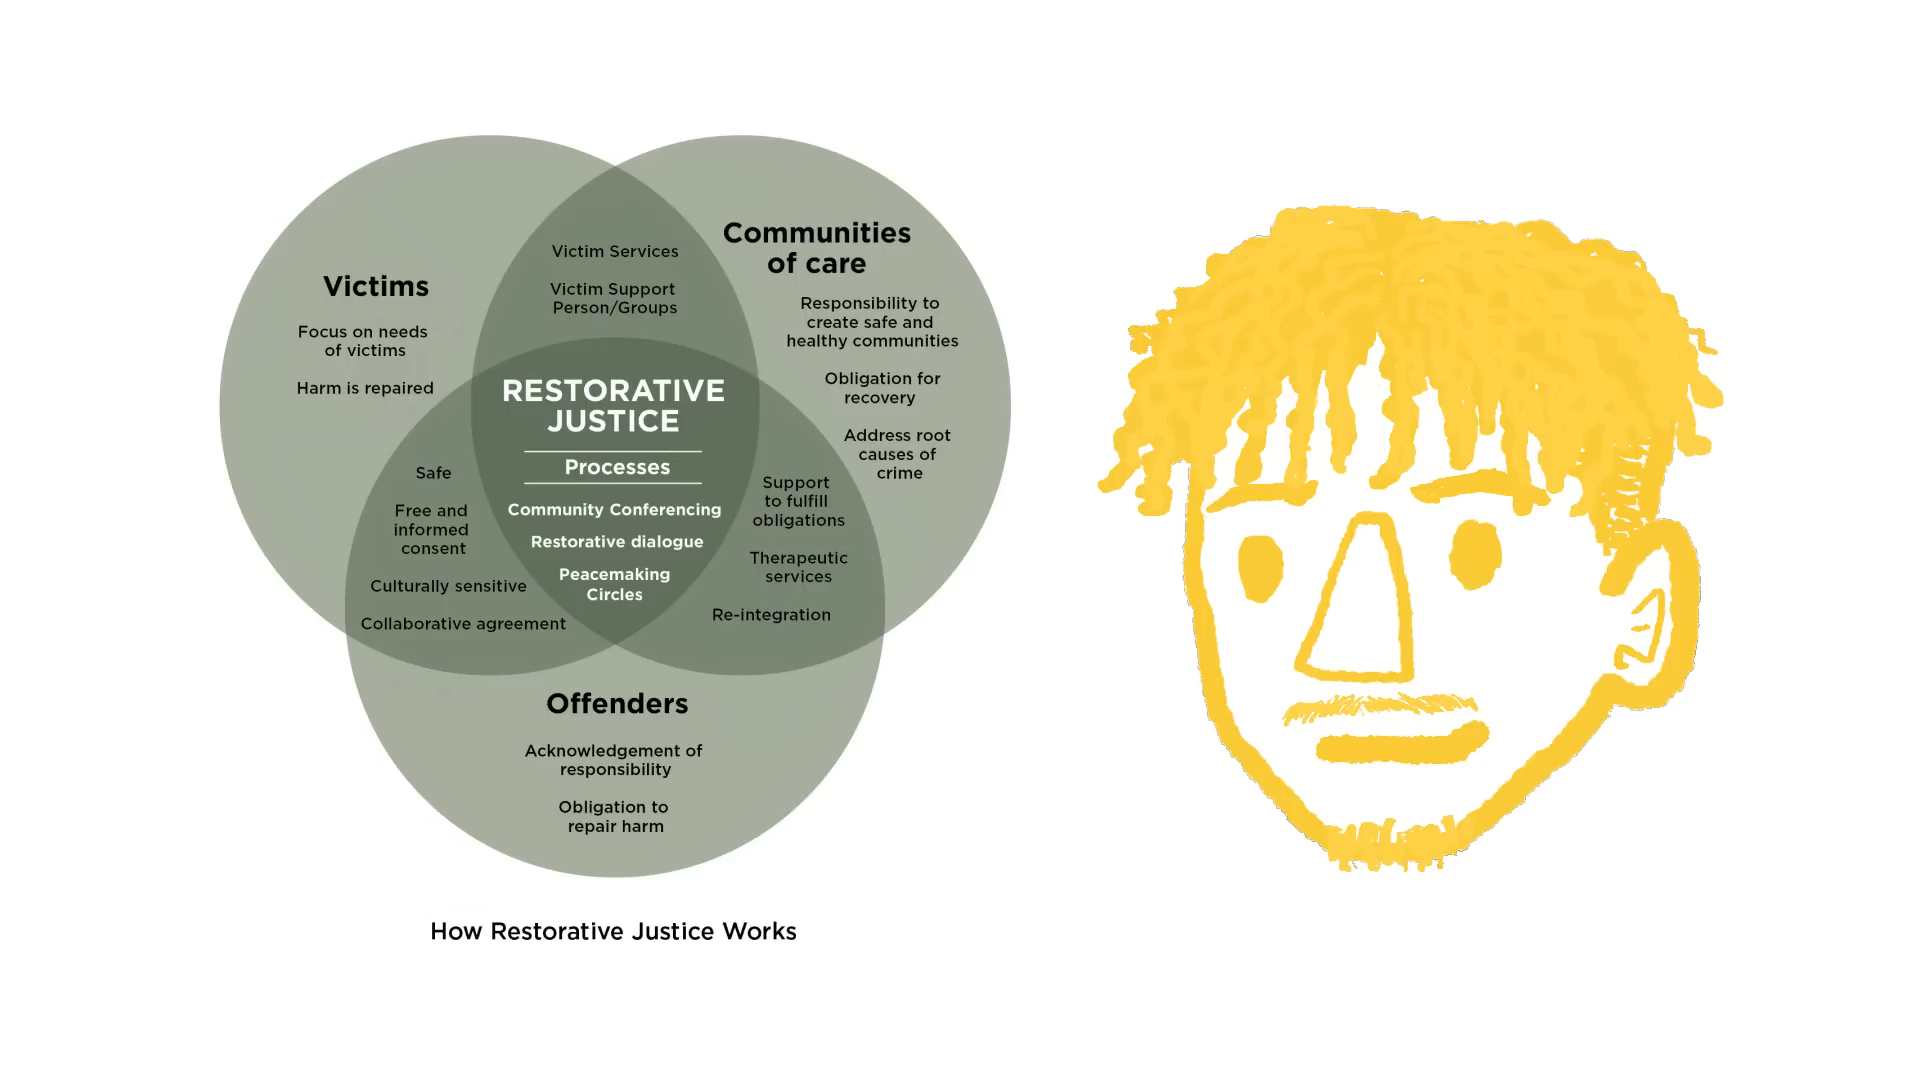 Victims
Focus on needs
of victims
Harm is repaired
Victim Services
Victim Support
Person/Groups
Communities
of care
Responsibility to
create safe and
healthy communities
Obligation for
recovery
Address root
causes of
crime
RESTORATIVE
JUSTICE
Processes
Community Conferencing
Restorative dialogue
Peacemaking
Circles
Safe
Free and
informed
consent
Culturally sensitive
Collaborative agreement
Support
to fulfill
obligations
Therapeutic
services
Re-integration
Offenders
Acknowledgement of
responsibility
Obligation to
repair harm
How Restorative Justice Works